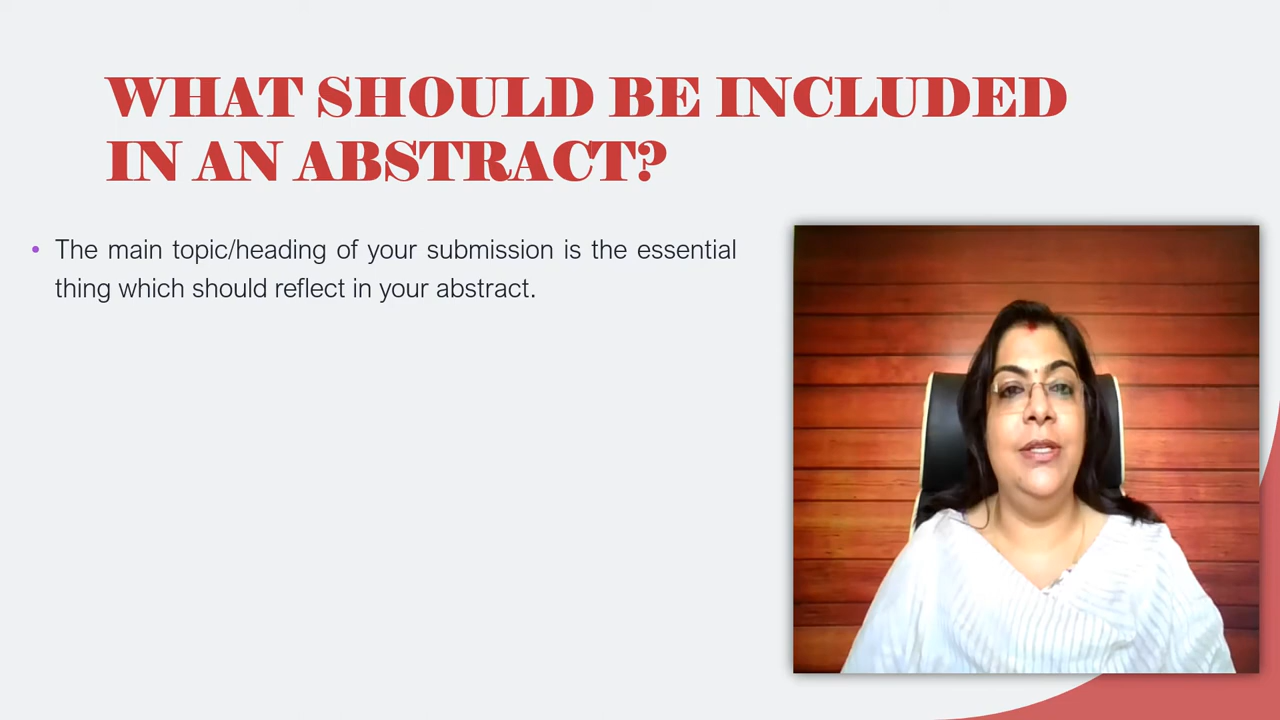 WHAT SHOULD BE INCLUDED
IN AN ABSTRACT?
• The main topic/heading of your submission is the essential
thing which should reflect in your abstract.